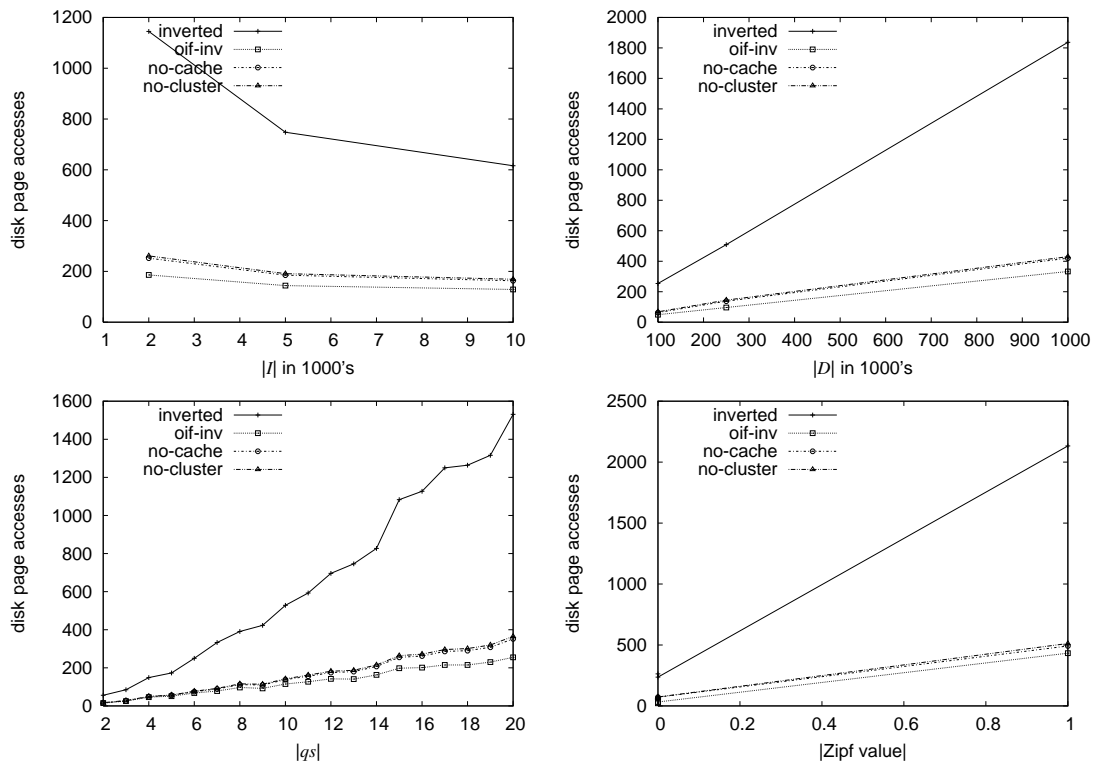 1200
1000
800
600
400
200
0
disk page accesses
inverted
oif-inv
no-cache
no-cluster
1 2 3 4 5 6 7 8 9 10
|I| in 1000's
2000
1800
1600
1400
1200
1000
800
600
400
200
0
disk page accesses
inverted
oif-inv
no-cache
no-cluster
100 200 300 400 500 600 700 800 900 1000
|D| in 1000's
1600
1400
1200
1000
800
600
400
200
0
disk page accesses
inverted
oif-inv
no-cache
no-cluster
2 4 6 8 10 12 14 16 18 20
|qs|
2500
2000
1500
1000
500
0
disk page accesses
inverted
oif-inv
no-cache
no-cluster
0 0.2 0.4 0.6 0.8 1
|Zipf value|